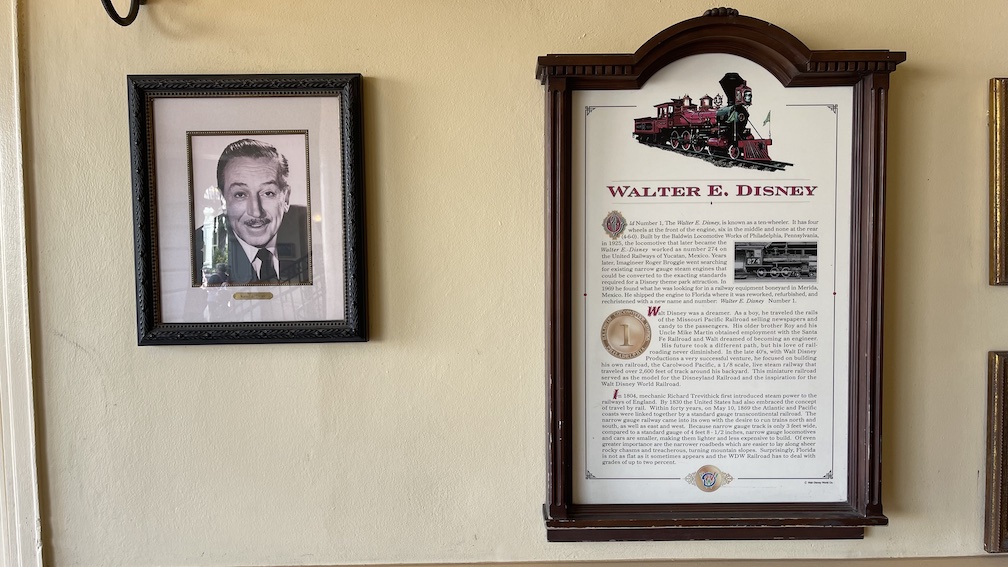 WALTER E. DISNEY
Old Number 1, The Walter E. Disney, is known as a ten-wheeler. It has four
wheels at the front of the engine, six in the middle and none at the rear
(4-6-0). Built by the Baldwin Locomotive Works of Philadelphia, Pennsylvania,
in 1925, the locomotive that later became the
Walter E. Disney worked as number 274 on
the United Railways of Yucatan, Mexico. Years
later, Imagineer Roger Broggie went searching
for existing narrow gauge steam engines that
could be converted to the exacting standards
required for a Disney theme park attraction. In
1969 he found what he was looking for in a railway equipment boneyard in Merida,
Mexico. He shipped the engine to Florida where it was reworked, refurbished, and
rechristened with a new name and number: Walter E. Disney Number 1.
274
Walt Disney was a dreamer. As a boy, he traveled the rails
of the Missouri Pacific Railroad selling newspapers and
candy to the passengers. His older brother Roy and his
Uncle Mike Martin obtained employment with the Santa
Fe Railroad and Walt dreamed of becoming an engineer.
His future took a different path, but his love of rail-
roading never diminished. In the late 40's, with Walt Disney
Productions a very successful venture, he focused on building
his own railroad, the Carolwood Pacific, a 1/8 scale, live steam railway that
traveled over 2,600 feet of track around his backyard. This miniature railroad
served as the model for the Disneyland Railroad and the inspiration for the
Walt Disney World Railroad.
1
In 1804, mechanic Richard Trevithick first introduced steam power to the
railways of England. By 1830 the United States had also embraced the concept
of travel by rail. Within forty years, on May 10, 1869 the Atlantic and Pacific
coasts were linked together by a standard gauge transcontinental railroad. The
narrow gauge railway came into its own with the desire to run trains north and
south, as well as east and west. Because narrow gauge track is only 3 feet wide,
compared to a standard gauge of 4 feet 8 - 1/2 inches, narrow gauge locomotives
and cars are smaller, making them lighter and less expensive to build. Of even
greater importance are the narrower roadbeds which are easier to lay along sheer
rocky chasms and treacherous, turning mountain slopes. Surprisingly, Florida
is not as flat as it sometimes appears and the WDW Railroad has to deal with
grades of up to two percent.
© Walt Disney World Co.